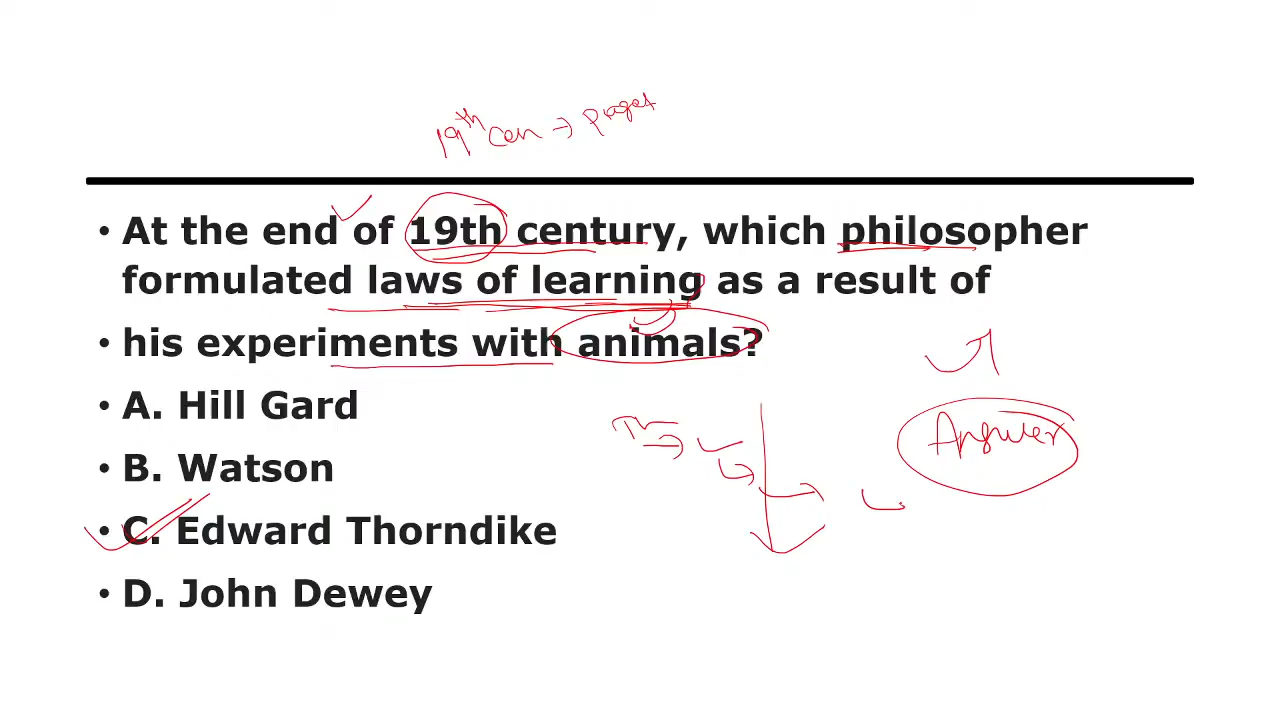 19th Cen → Piaget
• At the end of 19th century, which philosopher
formulated laws of learning as a result of
• his experiments with animals?
• A. Hill Gard
• B. Watson
Answer
• C. Edward Thorndike
• D. John Dewey